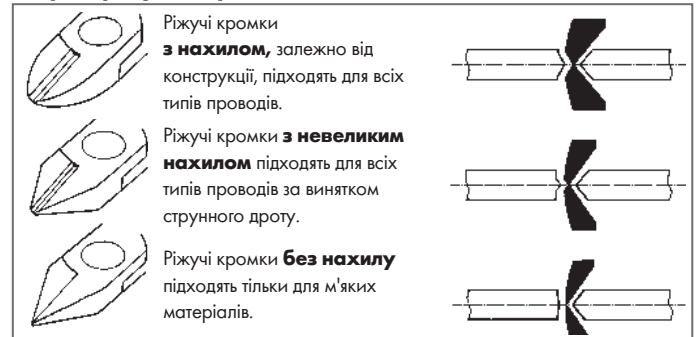 Ріжучі кромки
з нахилом, залежно від
конструкції, підходять для всіх
типів проводів.
Ріжучі кромки з невеликим
нахилом підходять для всіх
типів проводів за винятком
струнного дроту.
Ріжучі кромки без нахилу
підходять тільки для м'яких
матеріалів.